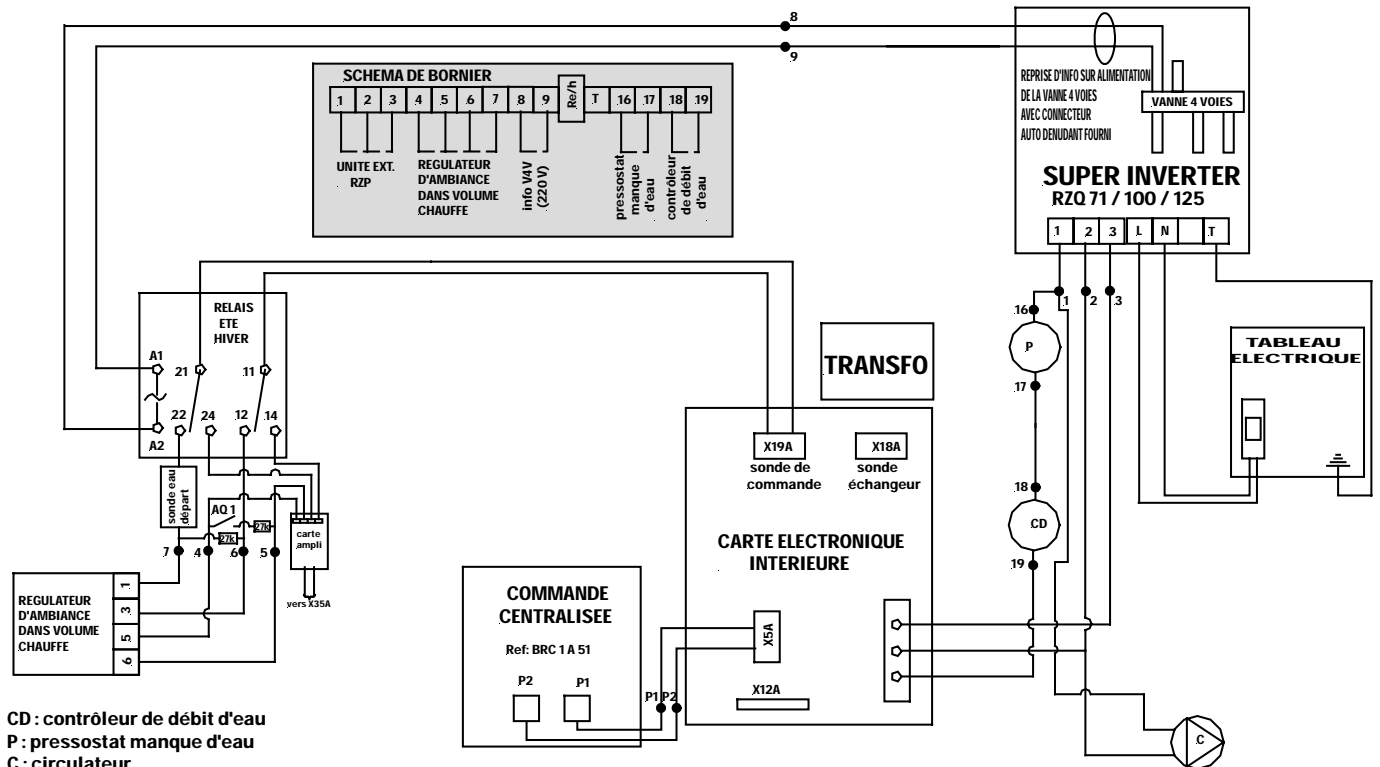 8
9
SCHEMA DE BORNIER
1 2 3 4 5 6 7 8 9 Re/h T 16 17 18 19
UNITE EXT.
RZP
REGULATEUR
D'AMBIANCE
DANS VOLUME
CHAUFFE
info V4V
(220 V)
pressostat
manque
d'eau
contrôleur
de débit
d'eau
REPRISE D'INFO SUR ALIMENTATION
DE LA VANNE 4 VOIES
AVEC CONNECTEUR
AUTO DENUDANT FOURNI
VANNE 4 VOIES
SUPER INVERTER
RZQ 71 / 100 / 125
1 2 3 L N T
1 2 3
RELAIS
ETE
HIVER
A1
21
11
22 24 12 14
A2
sonde eau
départ
AQ 1
27k
27k
7 4 6 5
carte
ampli
vers X35A
REGULATEUR
D'AMBIANCE
DANS VOLUME
CHAUFFE
1
3
5
6
TRANSFO
X19A
sonde de
commande
X18A
sonde
échangeur
CARTE ELECTRONIQUE
INTERIEURE
X5A
X12A
COMMANDE
CENTRALISEE
Ref: BRC 1 A 51
P2 P1
P1 P2
16
P
17
18
CD
19
TABLEAU
ELECTRIQUE
C
CD : contrôleur de débit d'eau
P : pressostat manque d'eau
C : circulateur